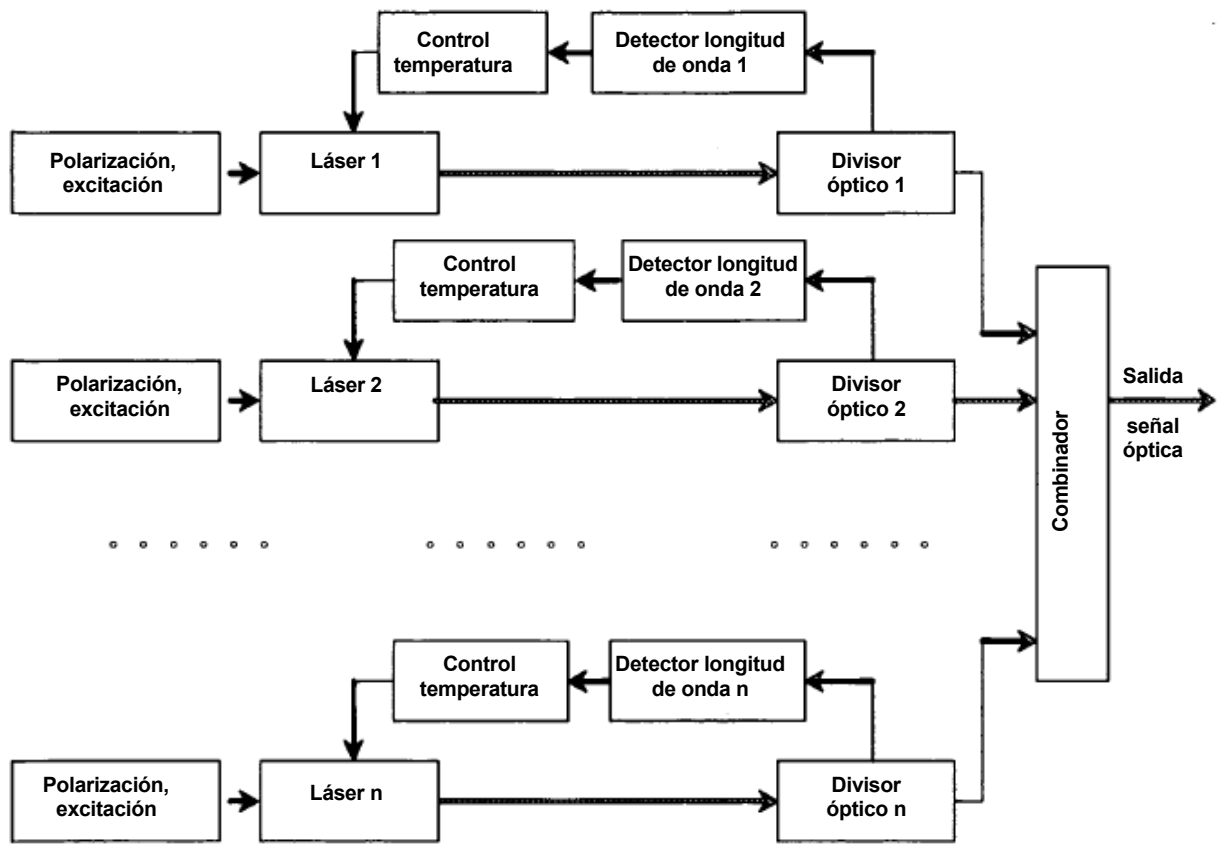 Control
temperatura
Detector longitud
de onda 1
Polarización,
excitación
Láser 1
Divisor
óptico 1
Control
temperatura
Detector longitud
de onda 2
Polarización,
excitación
Láser 2
Divisor
óptico 2
Combinador
Salida
señal
óptica
Control
temperatura
Detector longitud
de onda n
Polarización,
excitación
Láser n
Divisor
óptico n